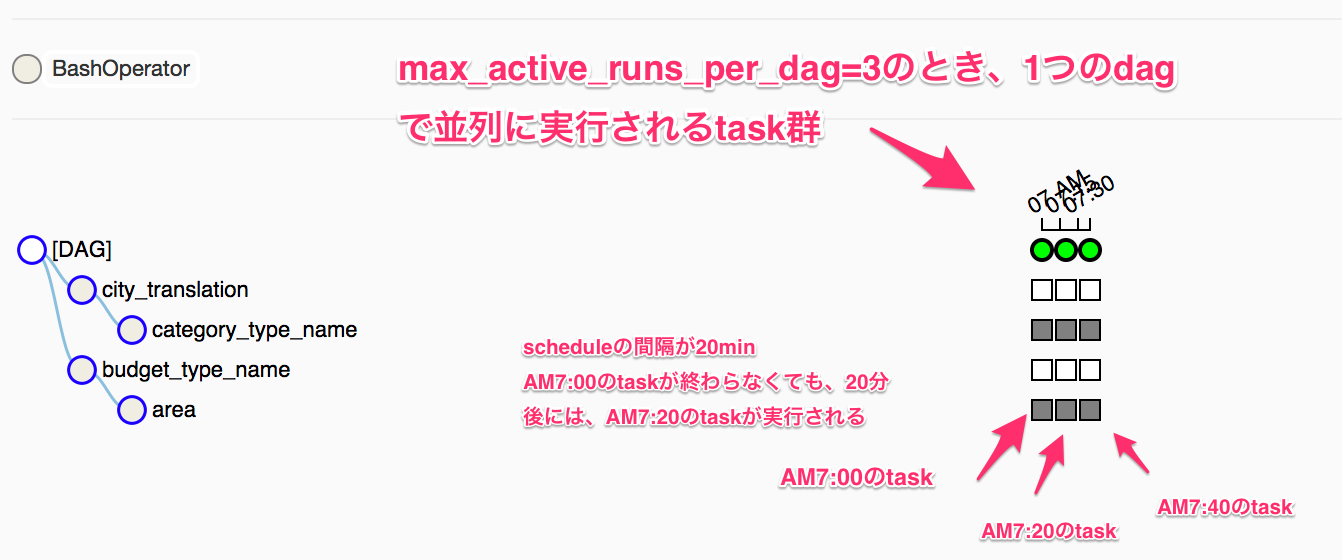 BashOperator
max_active_runs_per_dag=3のとき、1つのdag
で並列に実行されるtask群
07:30
[DAG]
city_translation
category_type_name
budget_type_name
area
scheduleの間隔が20min
AM7:00のtaskが終わらなくても、20分
後には、AM7:20のtaskが実行される
AM7:00のtask
AM7:20のtask
AM7:40のtask